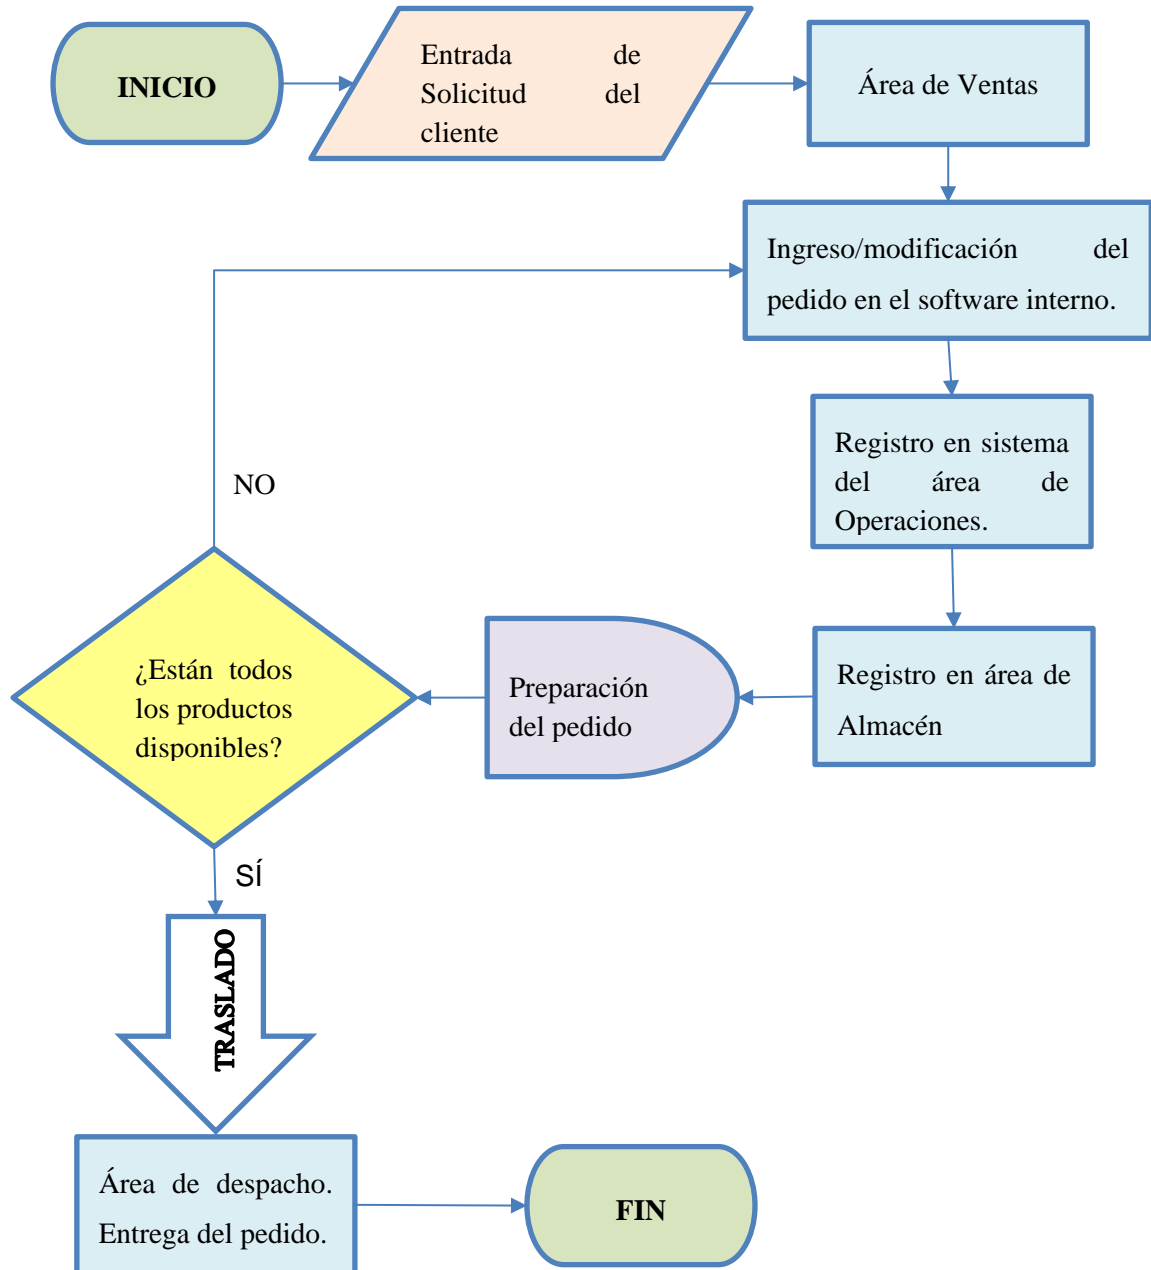 INICIO
Entrada de
Solicitud del
cliente
Área de Ventas
Ingreso/modificación del
pedido en el software interno.
Registro en sistema
del área de
Operaciones.
Registro en área de
Almacén
Preparación
del pedido
¿Están todos
los productos
disponibles?
NO
SÍ
TRASLADO
Área de despacho.
Entrega del pedido.
FIN